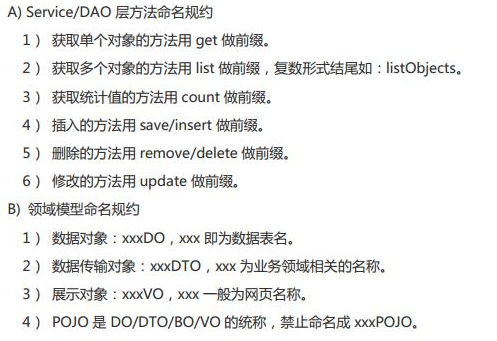 A) Service/DAO 层方法命名规约
1） 获取单个对象的方法用 get 做前缀。
2） 获取多个对象的方法用 list 做前缀，复数形式结尾如：listObjects。
3） 获取统计值的方法用 count 做前缀。
4） 插入的方法用 save/insert 做前缀。
5） 删除的方法用 remove/delete 做前缀。
6） 修改的方法用 update 做前缀。
B) 领域模型命名规约
1） 数据对象：xxxDO，xxx 即为数据表名。
2） 数据传输对象：xxxDTO，xxx 为业务领域相关的名称。
3） 展示对象：xxxVO，xxx 一般为网页名称。
4） POJO 是 DO/DTO/BO/VO 的统称，禁止命名成 xxxPOJO。